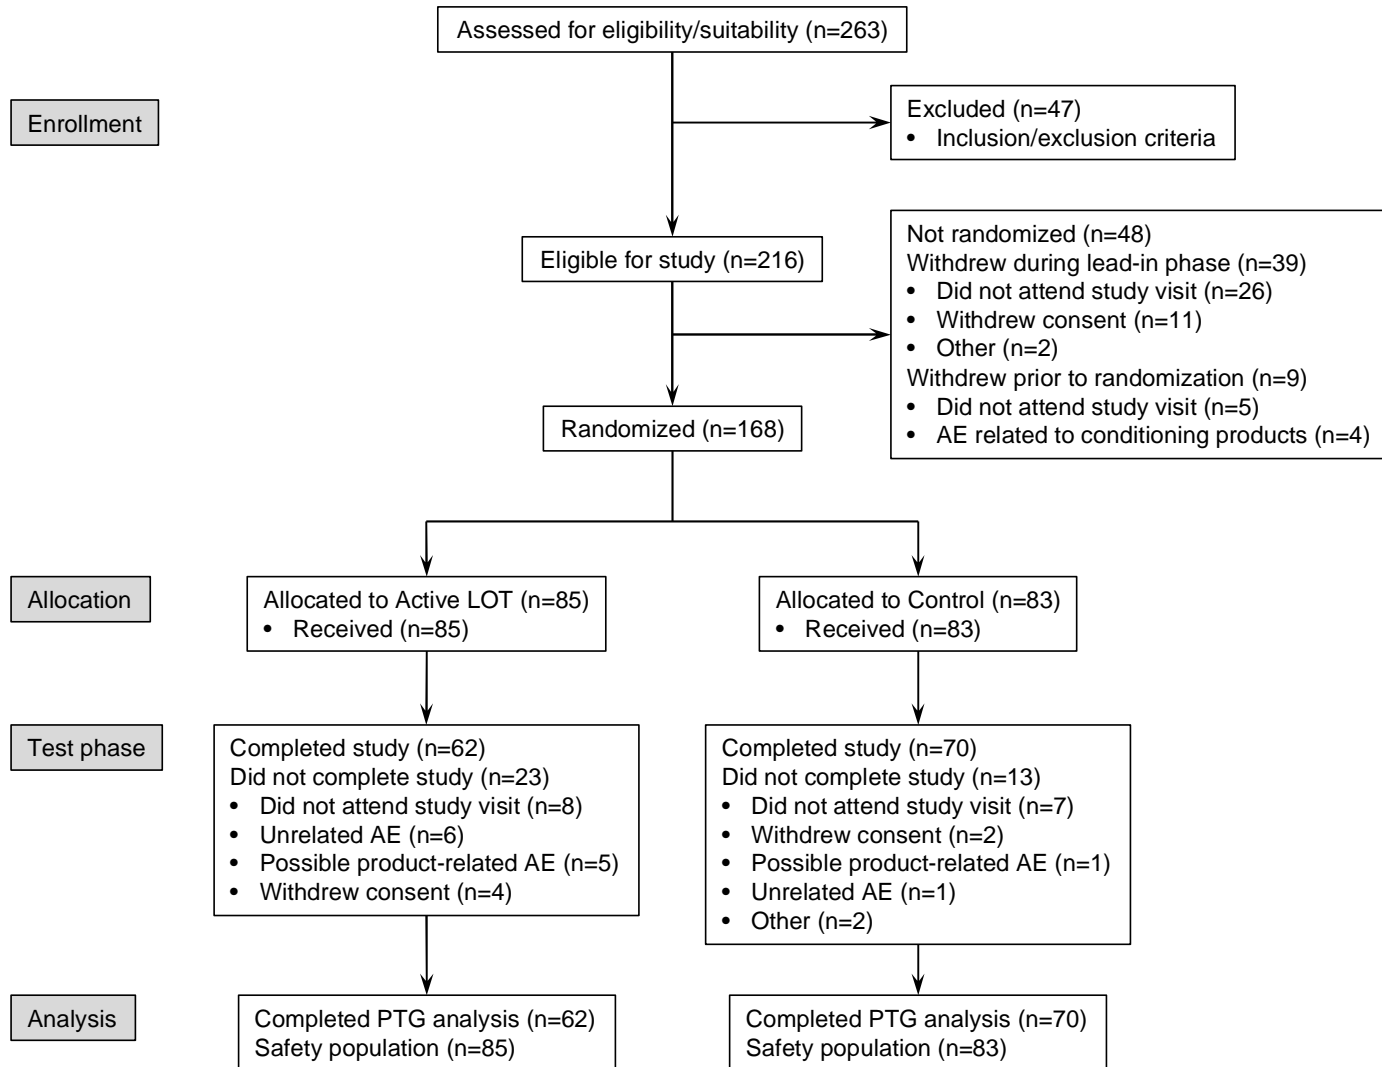 Assessed for eligibility/suitability (n=263)
Enrollment
Excluded (n=47)
• Inclusion/exclusion criteria
Eligible for study (n=216)
Not randomized (n=48)
Withdrew during lead-in phase (n=39)
• Did not attend study visit (n=26)
• Withdrew consent (n=11)
• Other (n=2)
Withdrew prior to randomization (n=9)
• Did not attend study visit (n=5)
• AE related to conditioning products (n=4)
Randomized (n=168)
Allocation
Allocated to Active LOT (n=85)
• Received (n=85)
Allocated to Control (n=83)
• Received (n=83)
Test phase
Completed study (n=62)
Did not complete study (n=23)
• Did not attend study visit (n=8)
• Unrelated AE (n=6)
• Possible product-related AE (n=5)
• Withdrew consent (n=4)
Completed study (n=70)
Did not complete study (n=13)
• Did not attend study visit (n=7)
• Withdrew consent (n=2)
• Possible product-related AE (n=1)
• Unrelated AE (n=1)
• Other (n=2)
Analysis
Completed PTG analysis (n=62)
Safety population (n=85)
Completed PTG analysis (n=70)
Safety population (n=83)